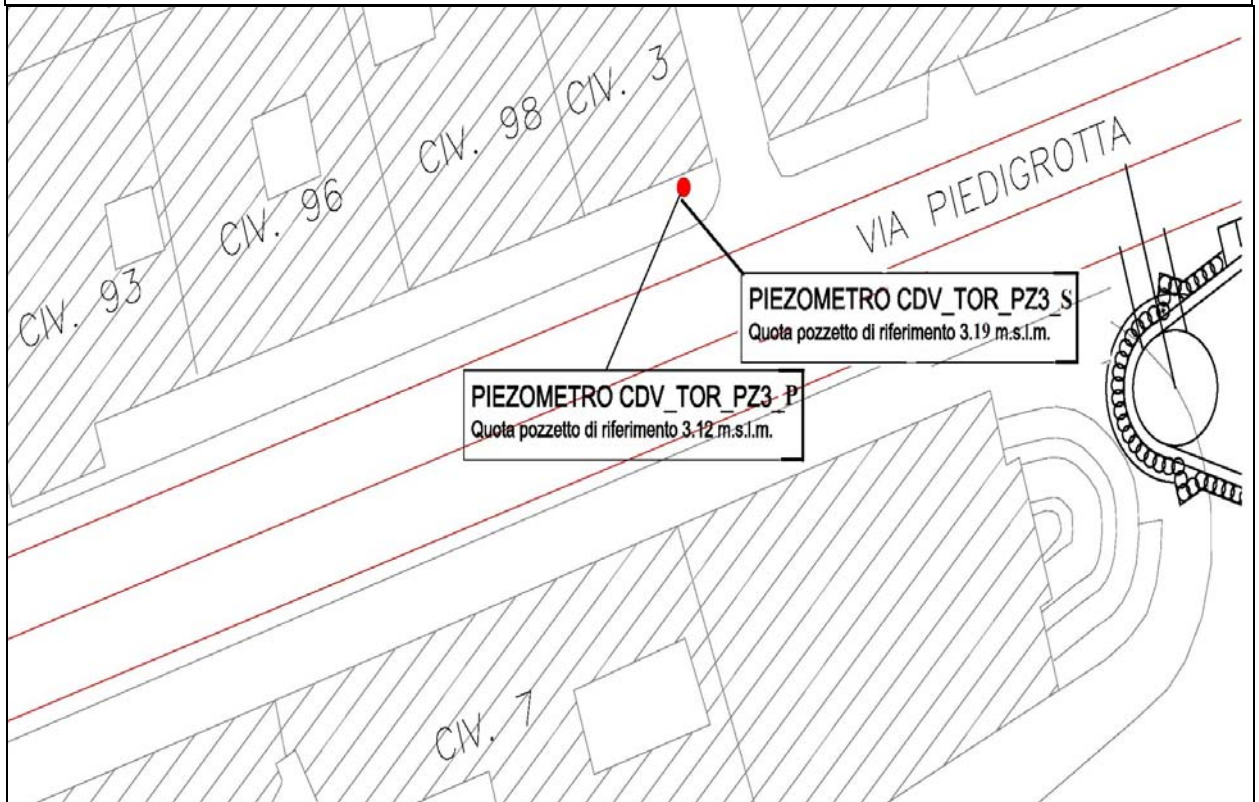 CIV. 93
CIV. 96
CIV. 98
CIV. 3
VIA PIEDIGROTTA
PIEZOMETRO CDV_TOR_PZ3_S
Quota pozzetto di riferimento 3.19 m.s.l.m.
PIEZOMETRO CDV_TOR_PZ3_P
Quota pozzetto di riferimento 3.12 m.s.l.m.
CIV. 7